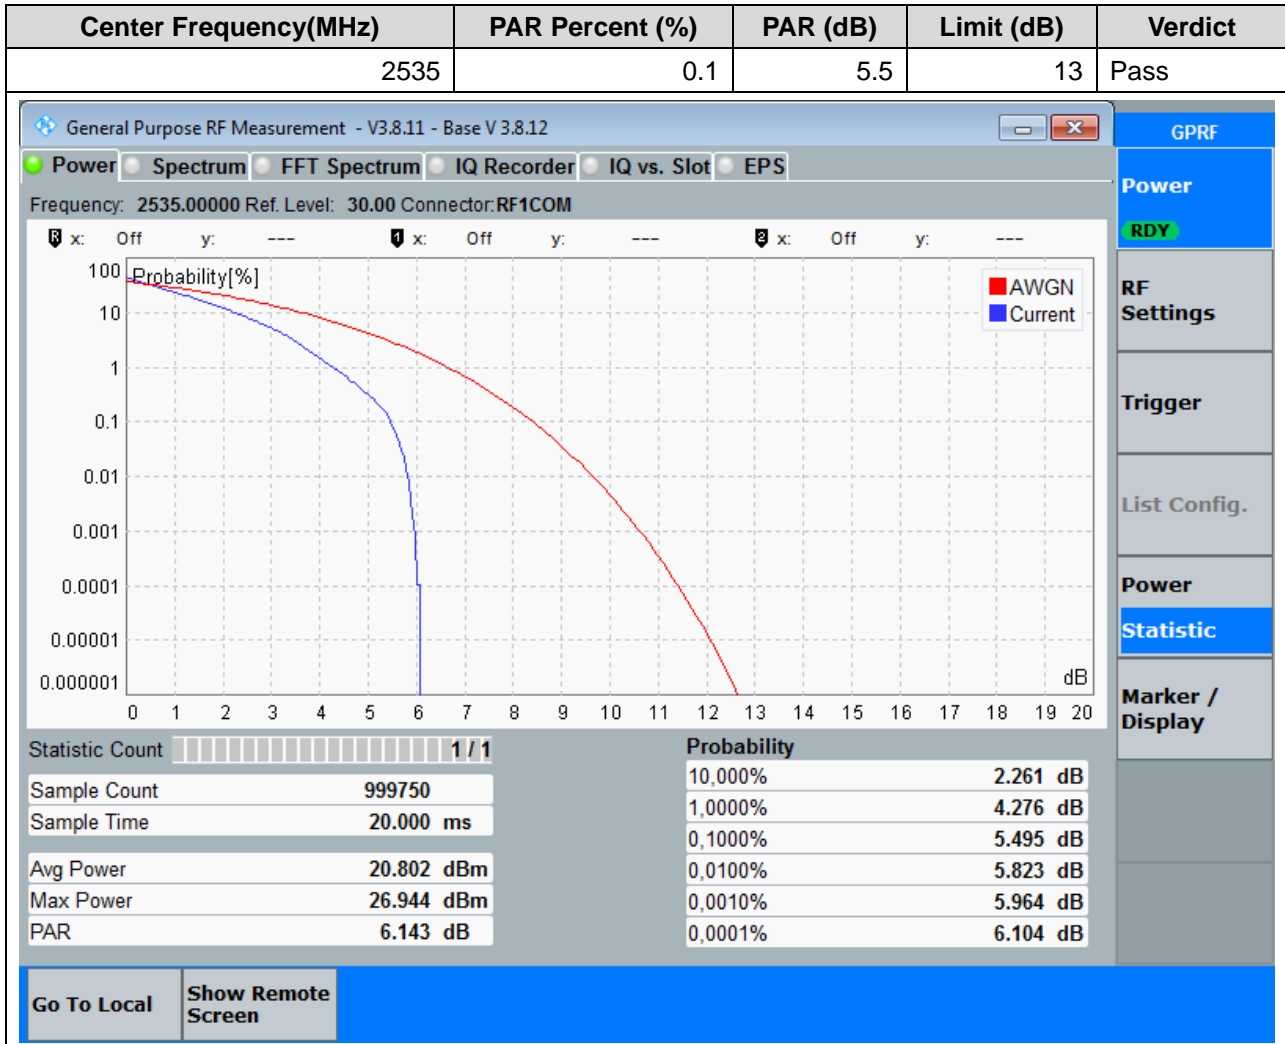 Center Frequency(MHz) PAR Percent (%) PAR (dB) Limit (dB) Verdict
2535 0.1 5.5 13 Pass
General Purpose RF Measurement - V3.8.11 - Base V 3.8.12
GPRF
Power Spectrum FFT Spectrum IQ Recorder IQ vs. Slot EPS
Power
RDY
Frequency: 2535.00000 Ref. Level: 30.00 Connector:RF1COM
R x: Off y: --- 1 x: Off y: --- 2 x: Off y: ---
Probability[%]
100
10
1
0.1
0.01
0.001
0.0001
0.00001
0.000001
AWGN
Current
dB
0 1 2 3 4 5 6 7 8 9 10 11 12 13 14 15 16 17 18 19 20
RF
Settings
Trigger
List Config.
Power
Statistic
Marker /
Display
Statistic Count 1 / 1
Sample Count 999750
Sample Time 20.000 ms
Avg Power 20.802 dBm
Max Power 26.944 dBm
PAR 6.143 dB
Probability
10,000% 2.261 dB
1,0000% 4.276 dB
0,1000% 5.495 dB
0,0100% 5.823 dB
0,0010% 5.964 dB
0,0001% 6.104 dB
Go To Local
Show Remote
Screen